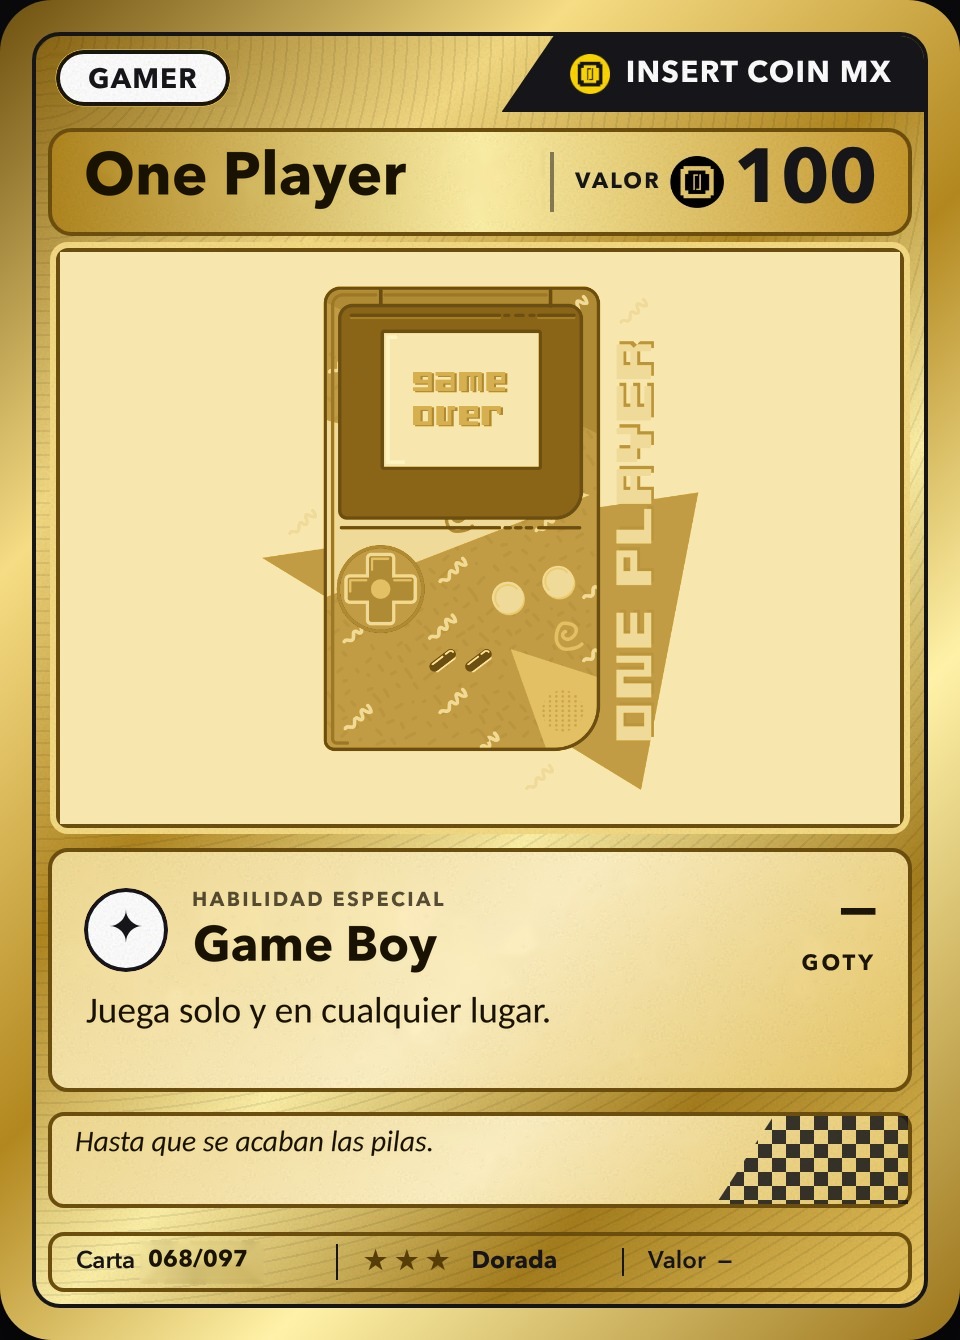 GAMER
INSERT COIN MX
One Player
VALOR 100
game
over
ONE PLAYER
HABILIDAD ESPECIAL
Game Boy
–
GOTY
Juega solo y en cualquier lugar.
Hasta que se acaban las pilas.
Carta 068/097
★★★ Dorada
Valor –